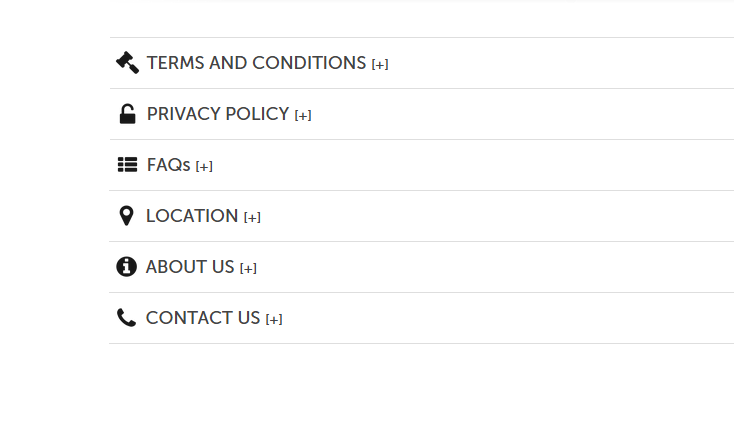 TERMS AND CONDITIONS [+]
PRIVACY POLICY [+]
FAQs [+]
LOCATION [+]
ABOUT US [+]
CONTACT US [+]